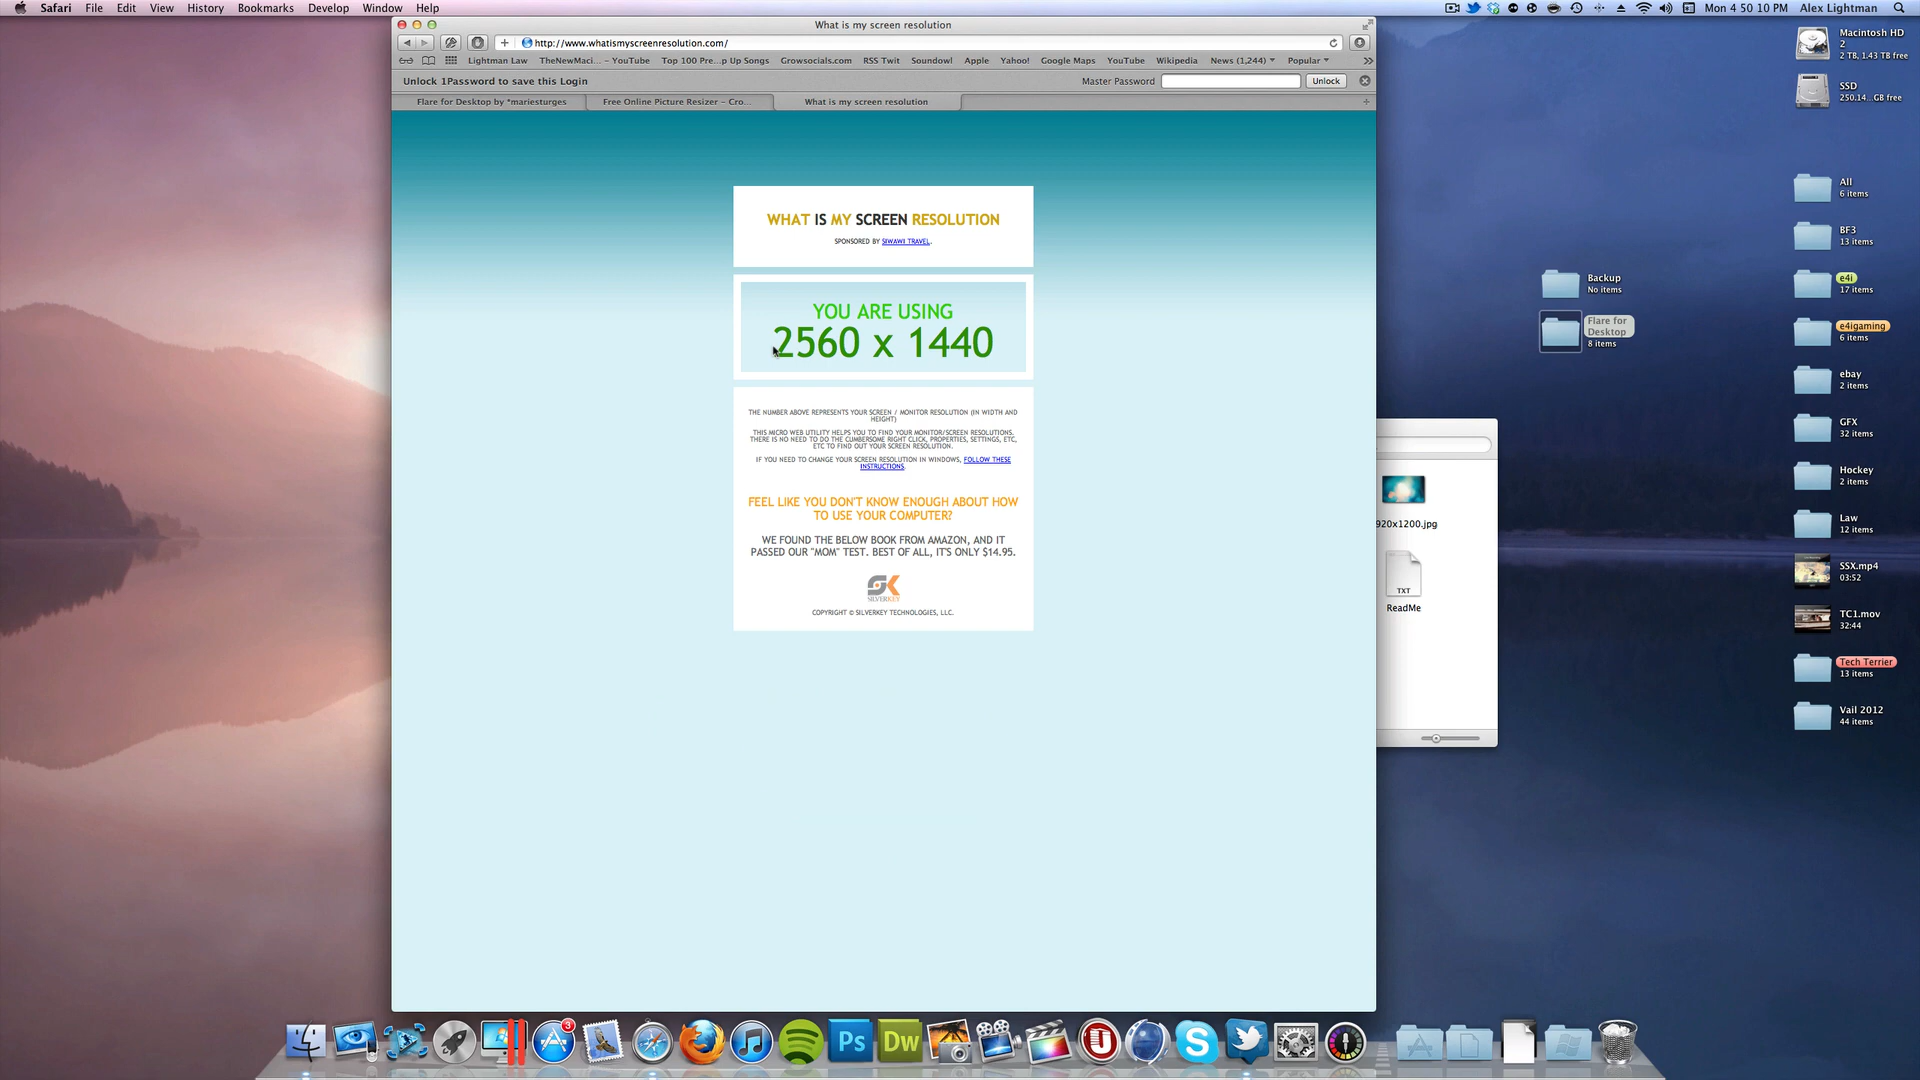 Safari File Edit View History Bookmarks Develop Window Help
Mon 4 50 10 PM Alex Lightman
What is my screen resolution
http://www.whatismyscreenresolution.com/
Lightman Law TheNewMaci... – YouTube Top 100 Pre...p Up Songs Growsocials.com RSS Twit Soundowl Apple Yahoo! Google Maps YouTube Wikipedia News (1,244) Popular
Unlock 1Password to save this Login
Master Password
Unlock
Flare for Desktop by *mariesturges
Free Online Picture Resizer – Cro...
What is my screen resolution
WHAT IS MY SCREEN RESOLUTION
SPONSORED BY SIWAWI TRAVEL.
YOU ARE USING
2560 x 1440
THE NUMBER ABOVE REPRESENTS YOUR SCREEN / MONITOR RESOLUTION (IN WIDTH AND
HEIGHT)
THIS MICRO WEB UTILITY HELPS YOU TO FIND YOUR MONITOR/SCREEN RESOLUTIONS.
THERE IS NO NEED TO DO THE CUMBERSOME RIGHT CLICK, PROPERTIES, SETTINGS, ETC,
ETC TO FIND OUT YOUR SCREEN RESOLUTION.
IF YOU NEED TO CHANGE YOUR SCREEN RESOLUTION IN WINDOWS, FOLLOW THESE
INSTRUCTIONS.
FEEL LIKE YOU DON'T KNOW ENOUGH ABOUT HOW
TO USE YOUR COMPUTER?
WE FOUND THE BELOW BOOK FROM AMAZON, AND IT
PASSED OUR "MOM" TEST. BEST OF ALL, IT'S ONLY $14.95.
SK
SILVERKEY
COPYRIGHT © SILVERKEY TECHNOLOGIES, LLC.
920x1200.jpg
TXT
ReadMe
Backup
No items
Flare for
Desktop
8 items
Macintosh HD
2
2 TB, 1.43 TB free
SSD
250.14...GB free
All
6 items
BF3
13 items
e4i
17 items
e4igaming
6 items
ebay
2 items
GFX
32 items
Hockey
2 items
Law
12 items
SSX.mp4
03:52
TC1.mov
32:44
Tech Terrier
13 items
Vail 2012
44 items
3
Ps
Dw